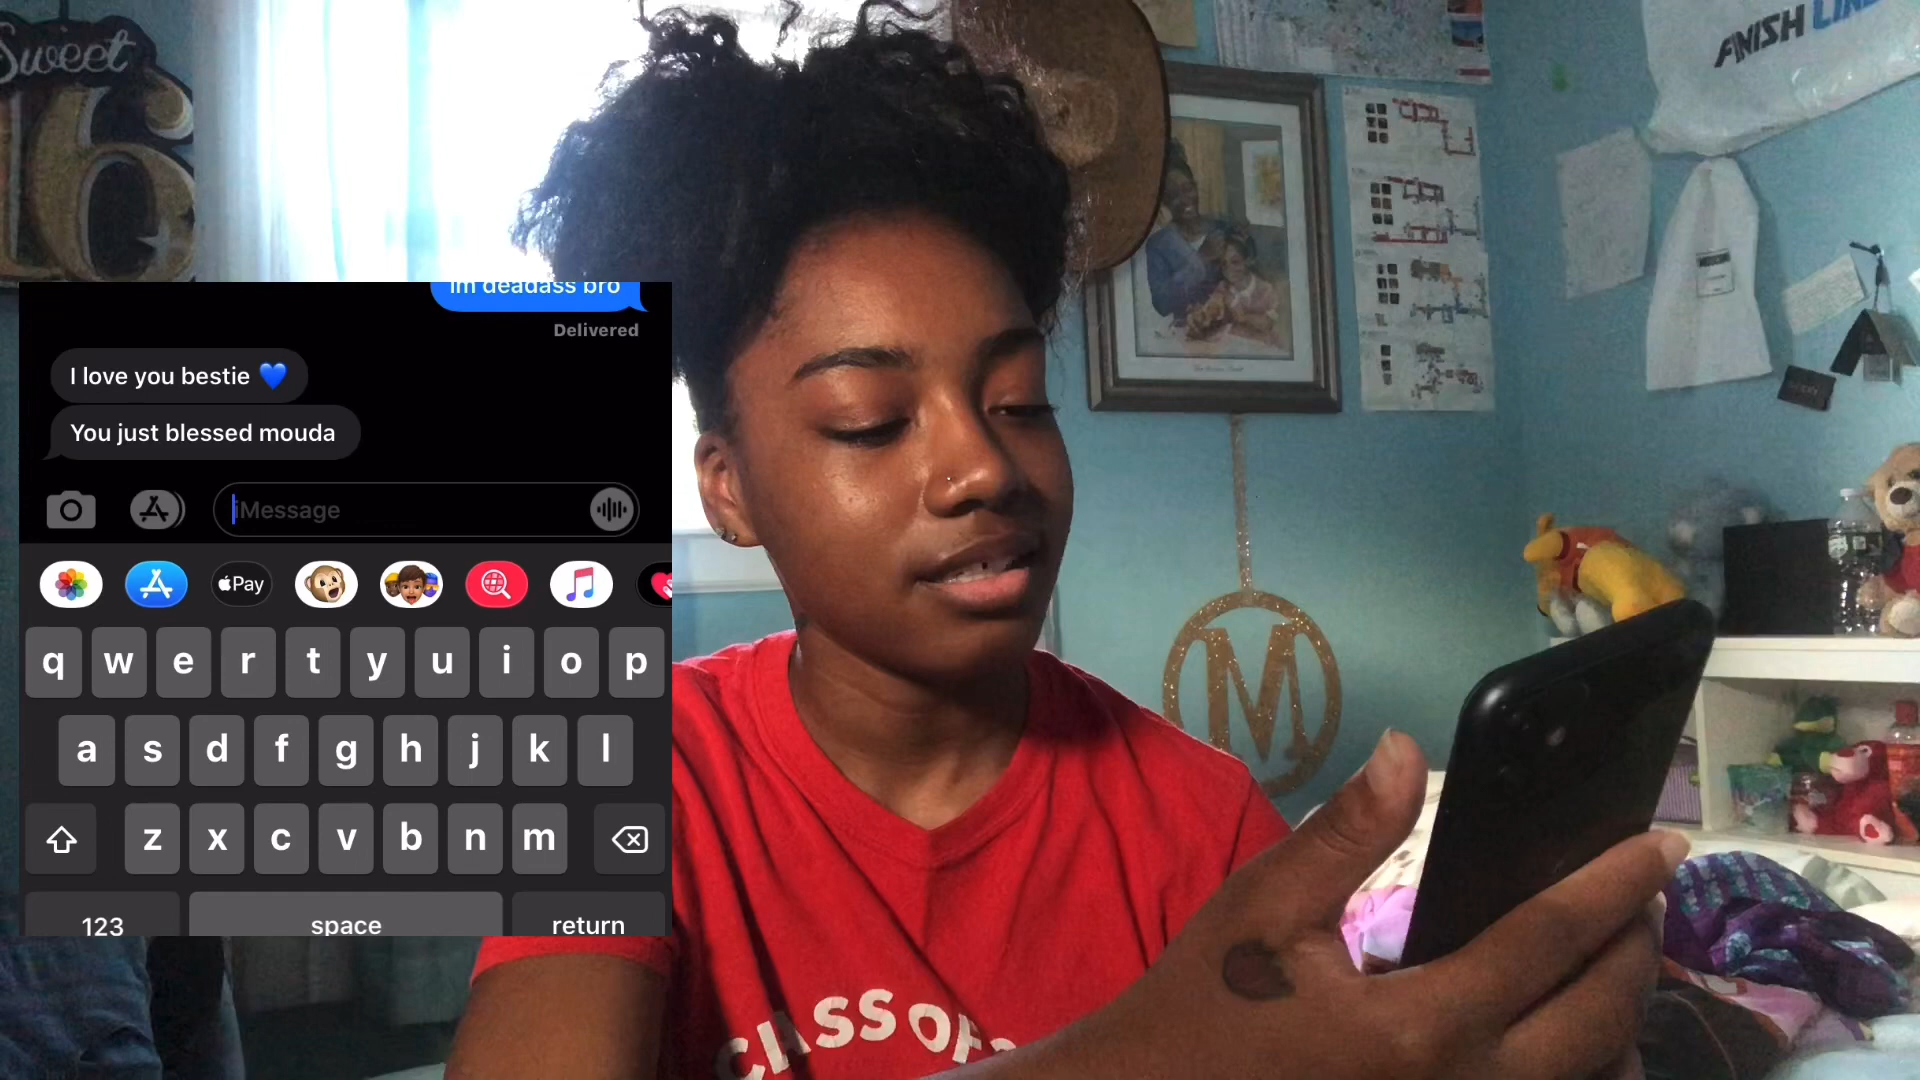 Sweet
16
FINISH LINE
im deadass bro
Delivered
I love you bestie 💙
You just blessed mouda
iMessage
Pay
q w e r t y u i o p
a s d f g h j k l
z x c v b n m
123 space return
M
CLASS OF